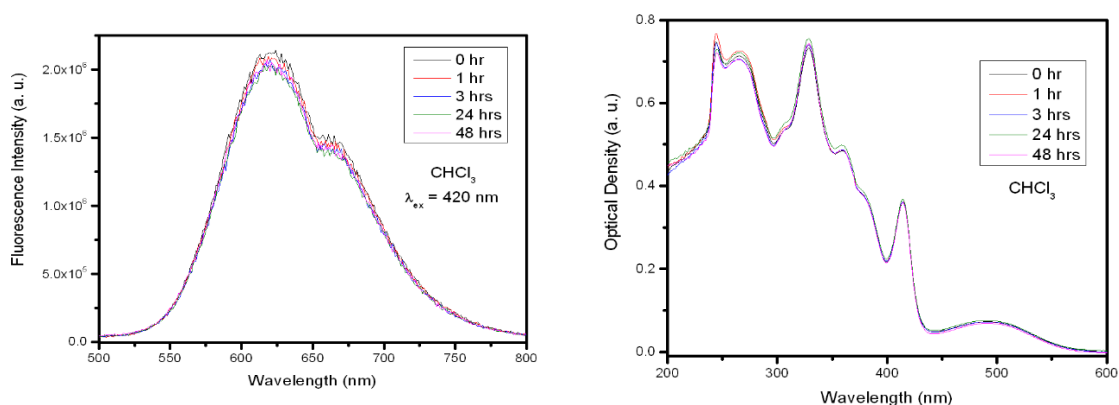 Fluorescence Intensity (a. u.)
2.0x10⁶
1.5x10⁶
1.0x10⁶
5.0x10⁵
0.0
500 550 600 650 700 750 800
Wavelength (nm)
0 hr
1 hr
3 hrs
24 hrs
48 hrs
CHCl₃
λₑₓ = 420 nm
Optical Density (a. u.)
0.8
0.6
0.4
0.2
0.0
200 300 400 500 600
Wavelength (nm)
0 hr
1 hr
3 hrs
24 hrs
48 hrs
CHCl₃